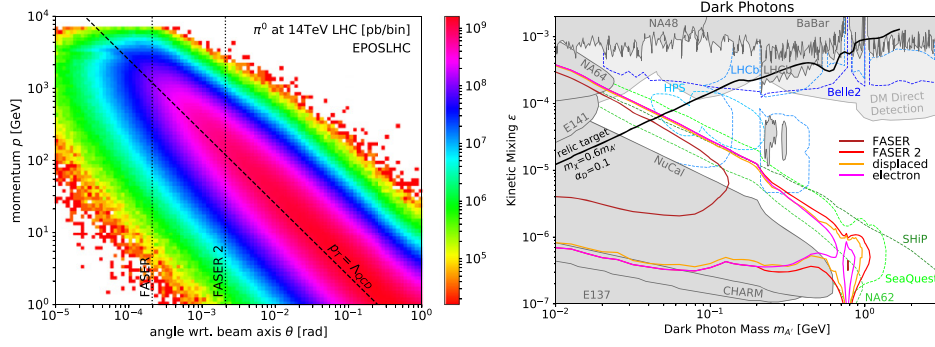 π⁰ at 14TeV LHC [pb/bin]
EPOSLHC
momentum p [GeV]
10⁴
10³
10²
10¹
10⁰
FASER
FASER 2
p_T = Λ_QCD
10⁻⁵
10⁻⁴
10⁻³
10⁻²
10⁻¹
10⁰
angle wrt. beam axis θ [rad]
10⁹
10⁸
10⁷
10⁶
10⁵
Dark Photons
Kinetic Mixing ε
10⁻³
10⁻⁴
10⁻⁵
10⁻⁶
10⁻⁷
NA48
BaBar
NA64
LHCb
HPS
Belle2
DM Direct
Detection
E141
relic target
m_χ=0.6m_A'
α_D=0.1
NuCal
FASER
FASER 2
displaced
electron
SHiP
SeaQuest
NA62
CHARM
E137
10⁻²
10⁻¹
10⁰
Dark Photon Mass m_A' [GeV]